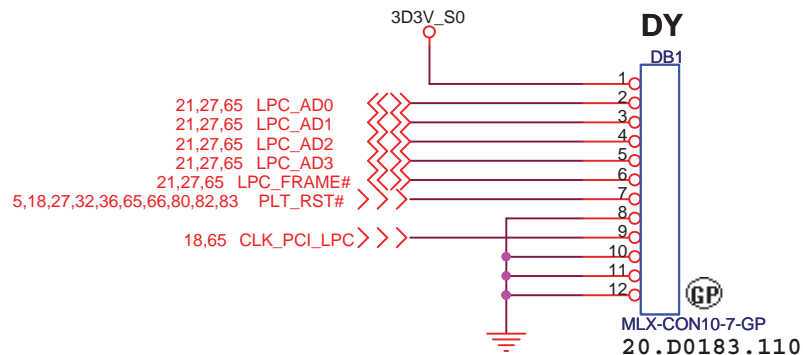 3D3V_S0
DY
DB1
1
21,27,65 LPC_AD0 2
21,27,65 LPC_AD1 3
21,27,65 LPC_AD2 4
21,27,65 LPC_AD3 5
21,27,65 LPC_FRAME# 6
5,18,27,32,36,65,66,80,82,83 PLT_RST# 7
8
18,65 CLK_PCI_LPC 9
10
11
12
GP
MLX-CON10-7-GP
20.D0183.110